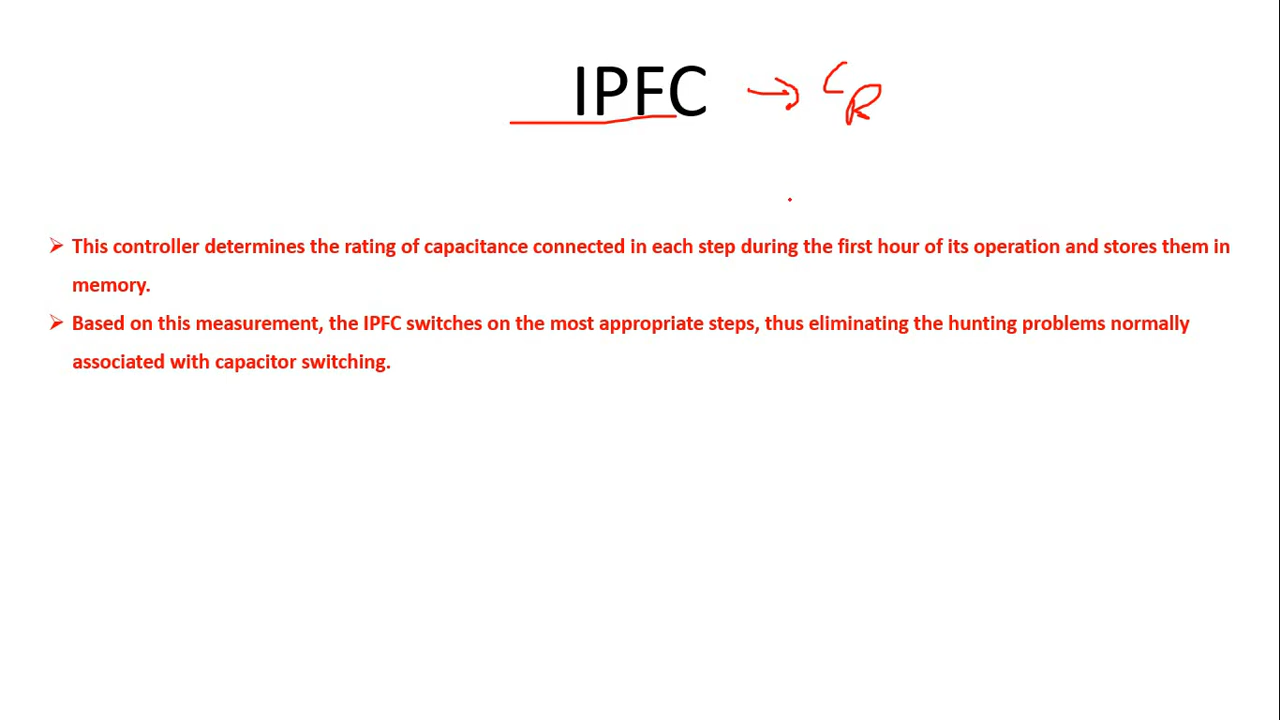 IPFC → C R
➢ This controller determines the rating of capacitance connected in each step during the first hour of its operation and stores them in
memory.
➢ Based on this measurement, the IPFC switches on the most appropriate steps, thus eliminating the hunting problems normally
associated with capacitor switching.